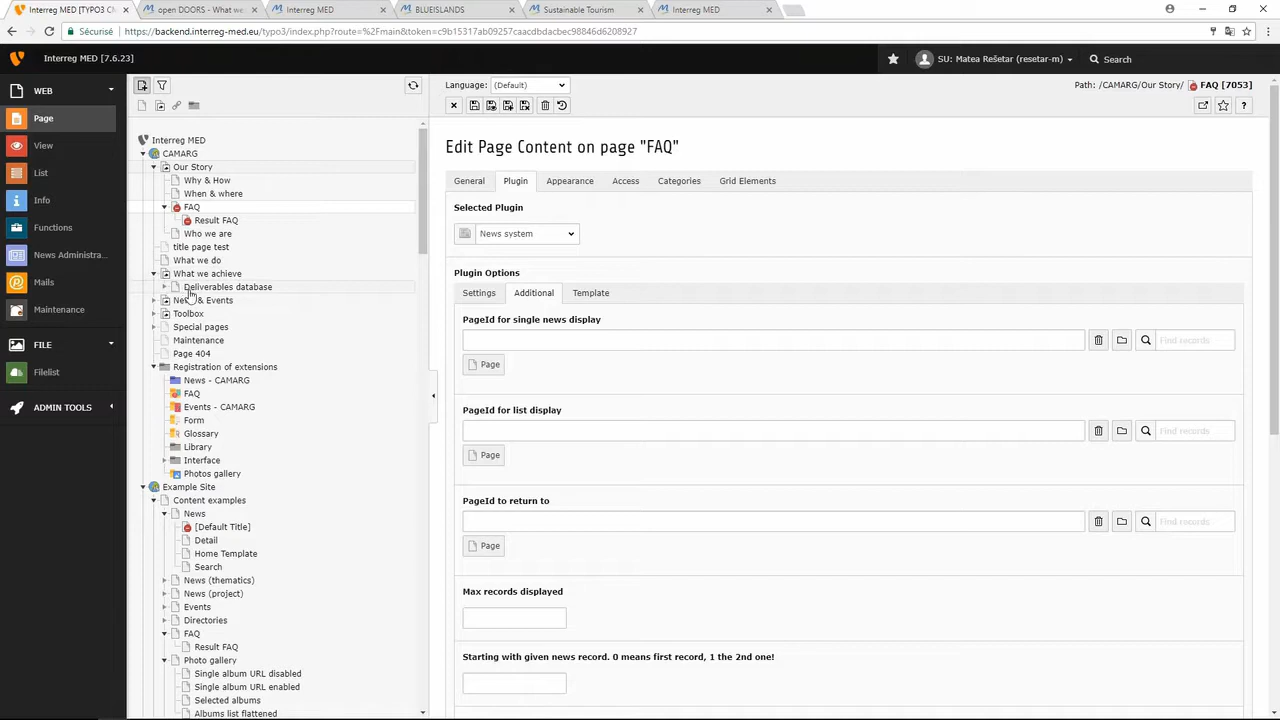 Interreg MED [TYPO3 C
open DOORS - What we
Interreg MED
BLUEISLANDS
Sustainable Tourism
Interreg MED
Sécurisé
https://backend.interreg-med.eu/typo3/index.php?route=%2Fmain&token=c9b15317ab09257caacdbdacbec98846d6208927
Interreg MED [7.6.23]
SU: Matea Rešetar (resetar-m)
Search
WEB
Page
View
List
Info
Functions
News Administra...
Mails
Maintenance
FILE
Filelist
ADMIN TOOLS
Interreg MED
CAMARG
Our Story
Why & How
When & where
FAQ
Result FAQ
Who we are
title page test
What we do
What we achieve
Deliverables database
News & Events
Toolbox
Special pages
Maintenance
Page 404
Registration of extensions
News - CAMARG
FAQ
Events - CAMARG
Form
Glossary
Library
Interface
Photos gallery
Example Site
Content examples
News
[Default Title]
Detail
Home Template
Search
News (thematics)
News (project)
Events
Directories
FAQ
Result FAQ
Photo gallery
Single album URL disabled
Single album URL enabled
Selected albums
Albums list flattened
Language: (Default)
Path: /CAMARG/Our Story/ FAQ [7053]
Edit Page Content on page "FAQ"
General Plugin Appearance Access Categories Grid Elements
Selected Plugin
News system
Plugin Options
Settings Additional Template
PageId for single news display
Find records
Page
PageId for list display
Find records
Page
PageId to return to
Find records
Page
Max records displayed
Starting with given news record. 0 means first record, 1 the 2nd one!